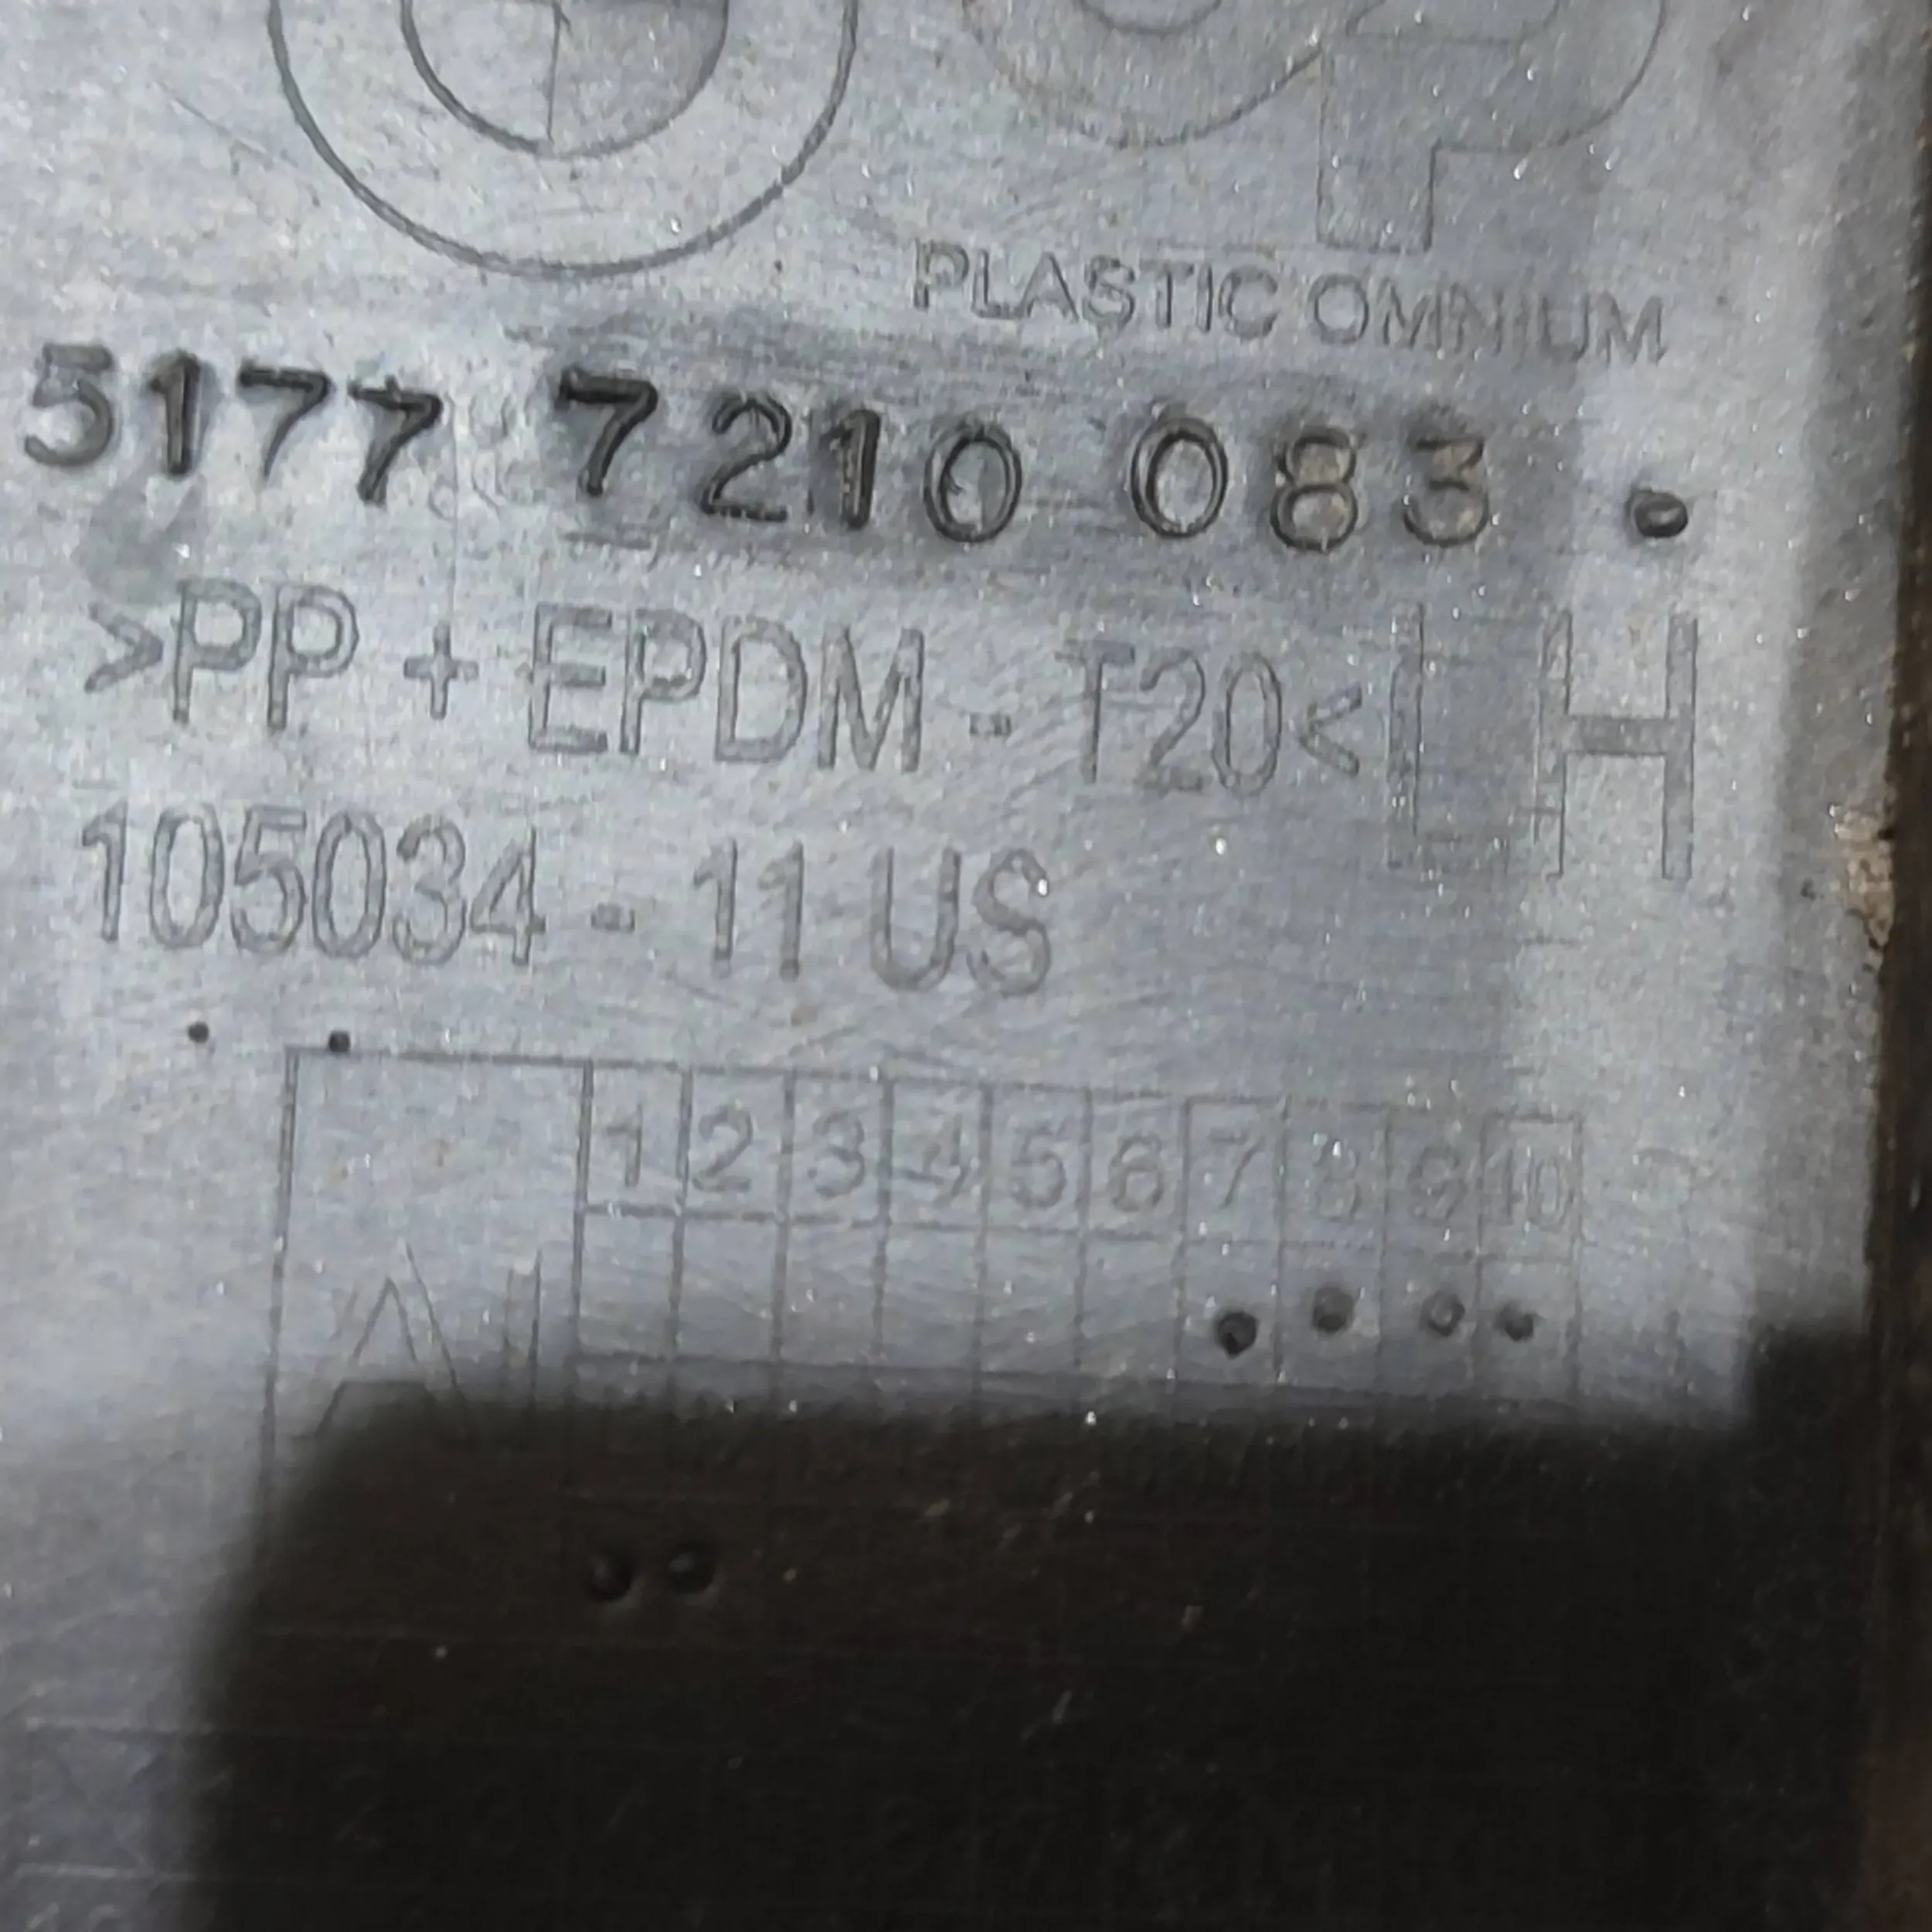 PLASTIC OMNIUM
5177 7210 083
>PP + EPDM - T20< LH
105034 - 11 US
1 2 3 4 5 6 7 8 9 10